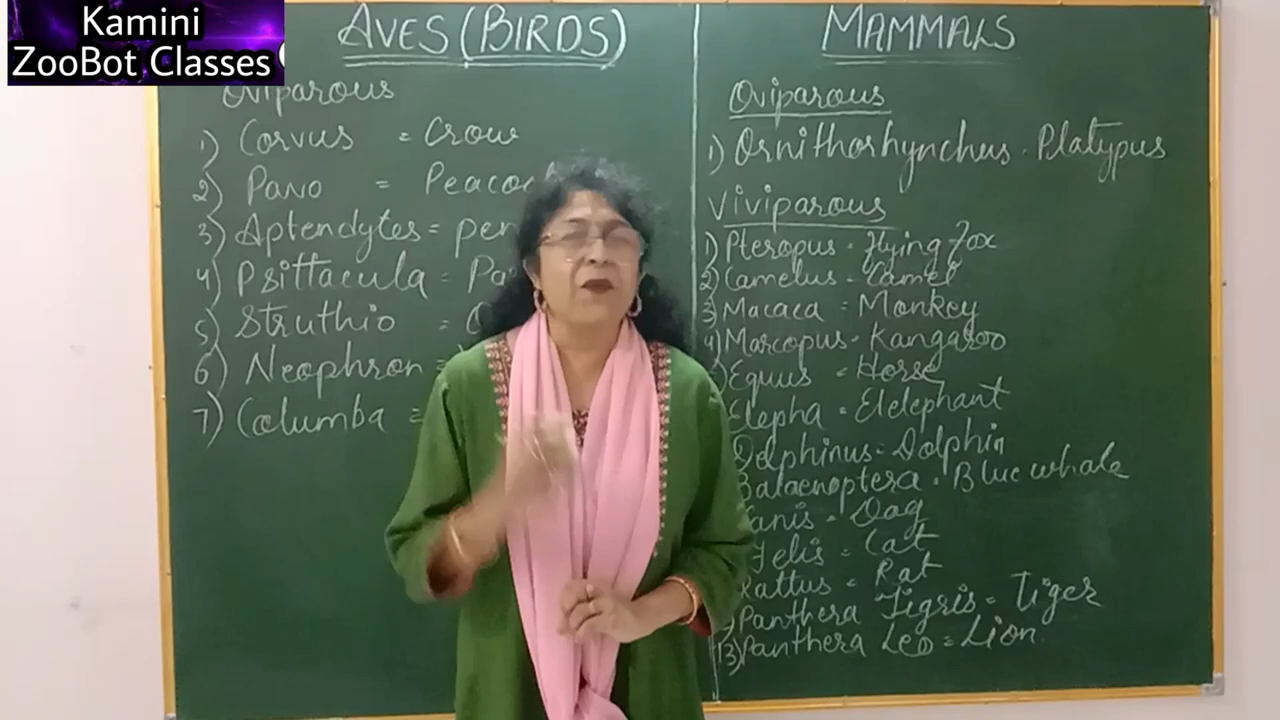 Kamini
ZooBot Classes
AVES (BIRDS)
Oviparous
1) Corvus = Crow
2) Pavo = Peacock
3) Aptendytes = pen
4) Psittacula = Pa
5) Struthio =
6) Neophron =
7) Columba =
MAMMALS
Oviparous
1) Ornithorhynchus . Platypus
Viviparous
1) Pteropus = flying fox
2) Camelus = Camel
3) Macaca = Monkey
4) Marcopus - Kangaroo
Equus = Horse
Elepha = Elelephant
Delphinus = Dolphin
Balaenoptera . Blue whale
anis = Dog
Felis = Cat
Rattus = Rat
Panthera Tigris = Tiger
13) Panthera Leo = Lion